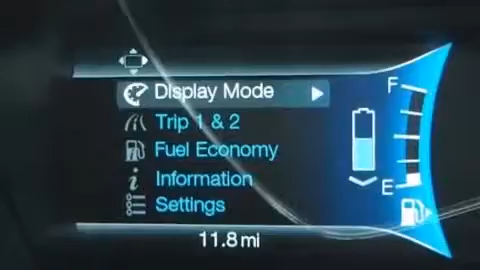 Display Mode
Trip 1 & 2
Fuel Economy
Information
Settings
F
E
11.8 mi